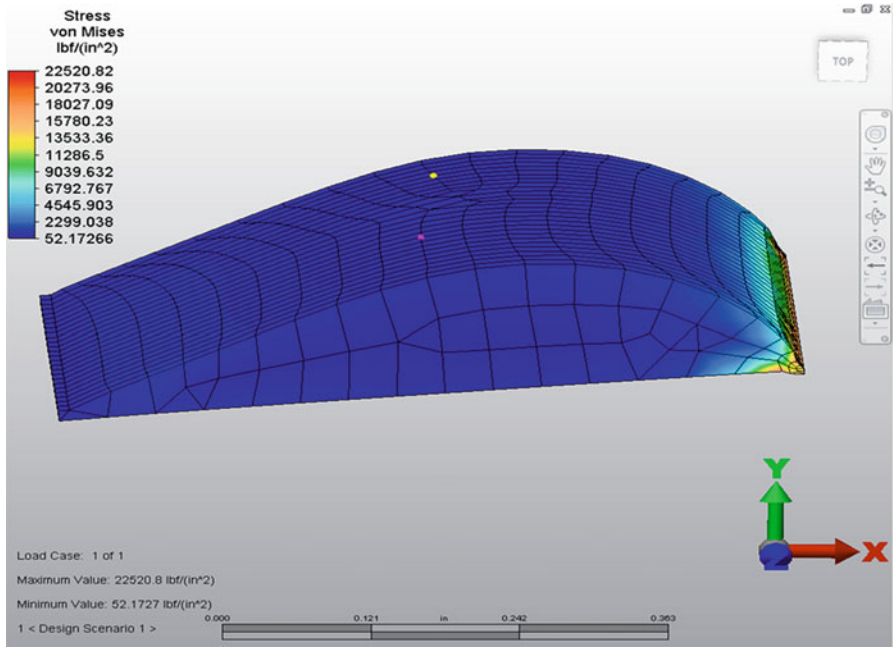 Stress
von Mises
lbf/(in^2)
22520.82
20273.96
18027.09
15780.23
13533.36
11286.5
9039.632
6792.767
4545.903
2299.038
52.17266
TOP
Y
X
Z
Load Case: 1 of 1
Maximum Value: 22520.8 lbf/(in^2)
Minimum Value: 52.1727 lbf/(in^2)
1 < Design Scenario 1 >
0.000 0.121 in 0.242 0.363